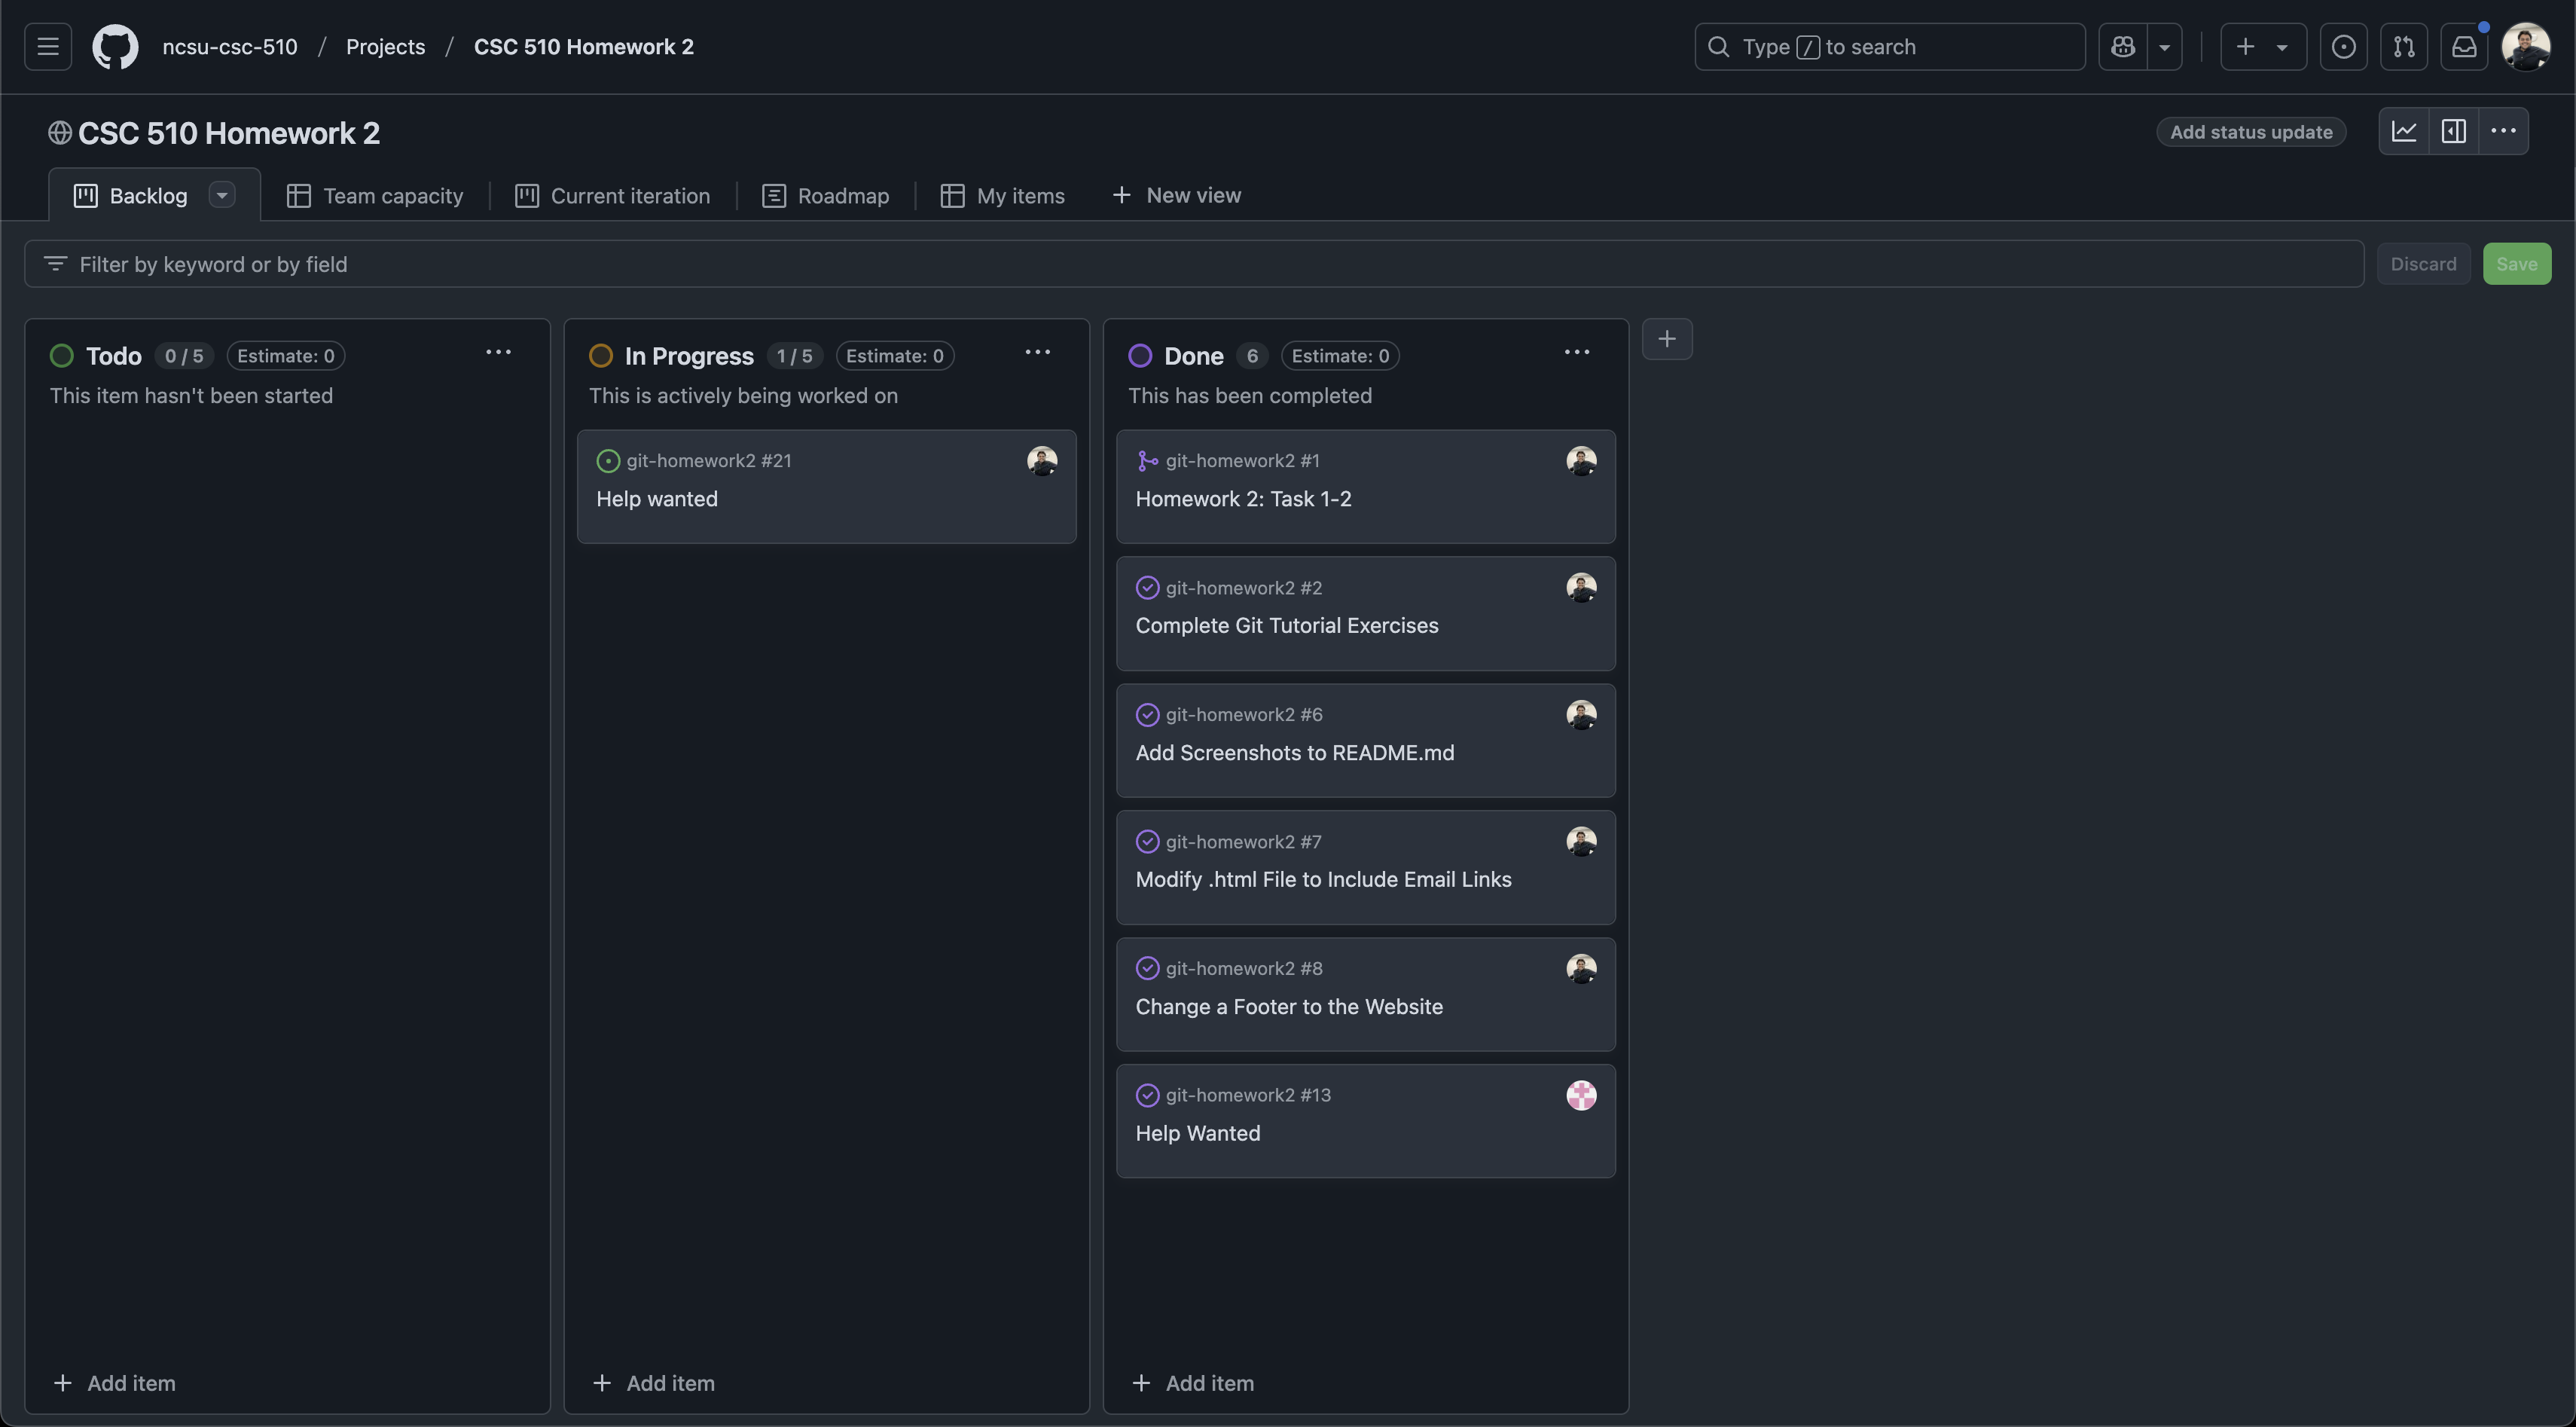 ncsu-csc-510 / Projects / CSC 510 Homework 2
Type / to search
CSC 510 Homework 2
Add status update
Backlog
Team capacity
Current iteration
Roadmap
My items
New view
Filter by keyword or by field
Discard
Save
Todo 0 / 5 Estimate: 0
This item hasn't been started
Add item
In Progress 1 / 5 Estimate: 0
This is actively being worked on
git-homework2 #21
Help wanted
Add item
Done 6 Estimate: 0
This has been completed
git-homework2 #1
Homework 2: Task 1-2
git-homework2 #2
Complete Git Tutorial Exercises
git-homework2 #6
Add Screenshots to README.md
git-homework2 #7
Modify .html File to Include Email Links
git-homework2 #8
Change a Footer to the Website
git-homework2 #13
Help Wanted
Add item